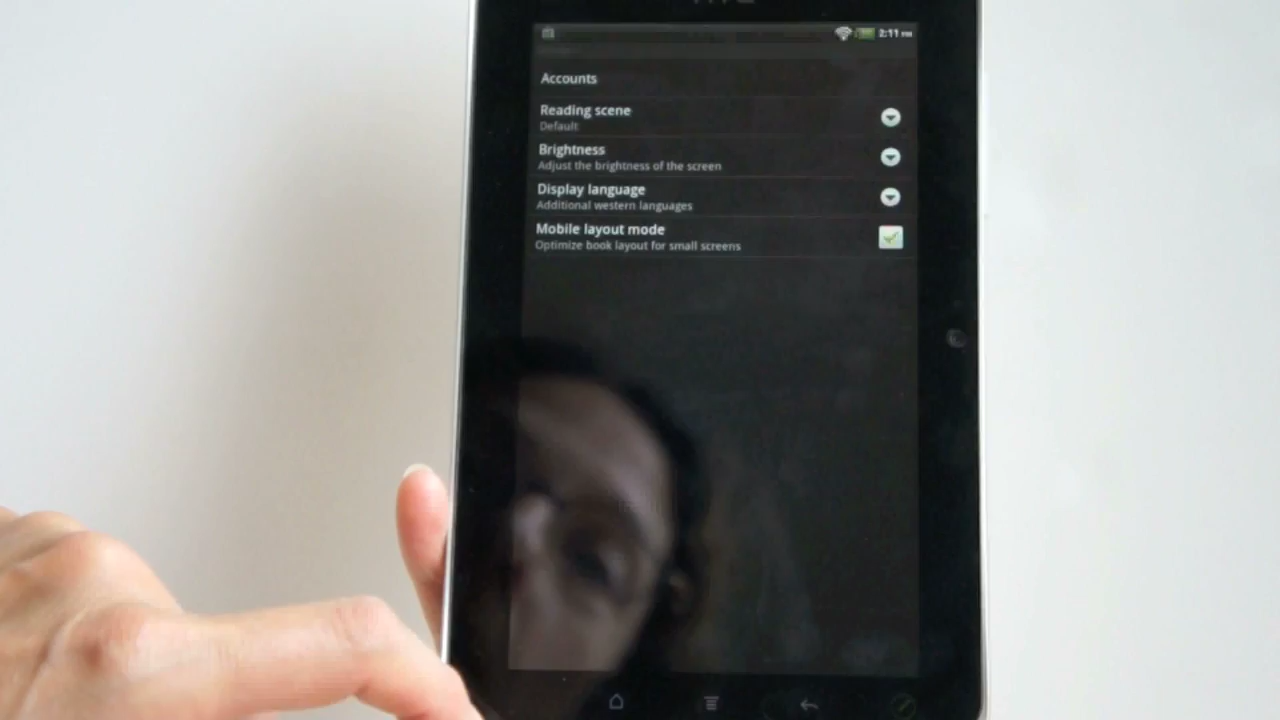 2:11 PM
Accounts
Reading scene
Default
Brightness
Adjust the brightness of the screen
Display language
Additional western languages
Mobile layout mode
Optimize book layout for small screens